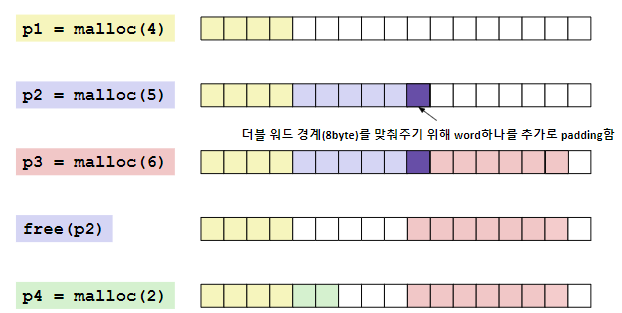 p1 = malloc(4)
p2 = malloc(5)
더블 워드 경계(8byte)를 맞춰주기 위해 word하나를 추가로 padding함
p3 = malloc(6)
free(p2)
p4 = malloc(2)